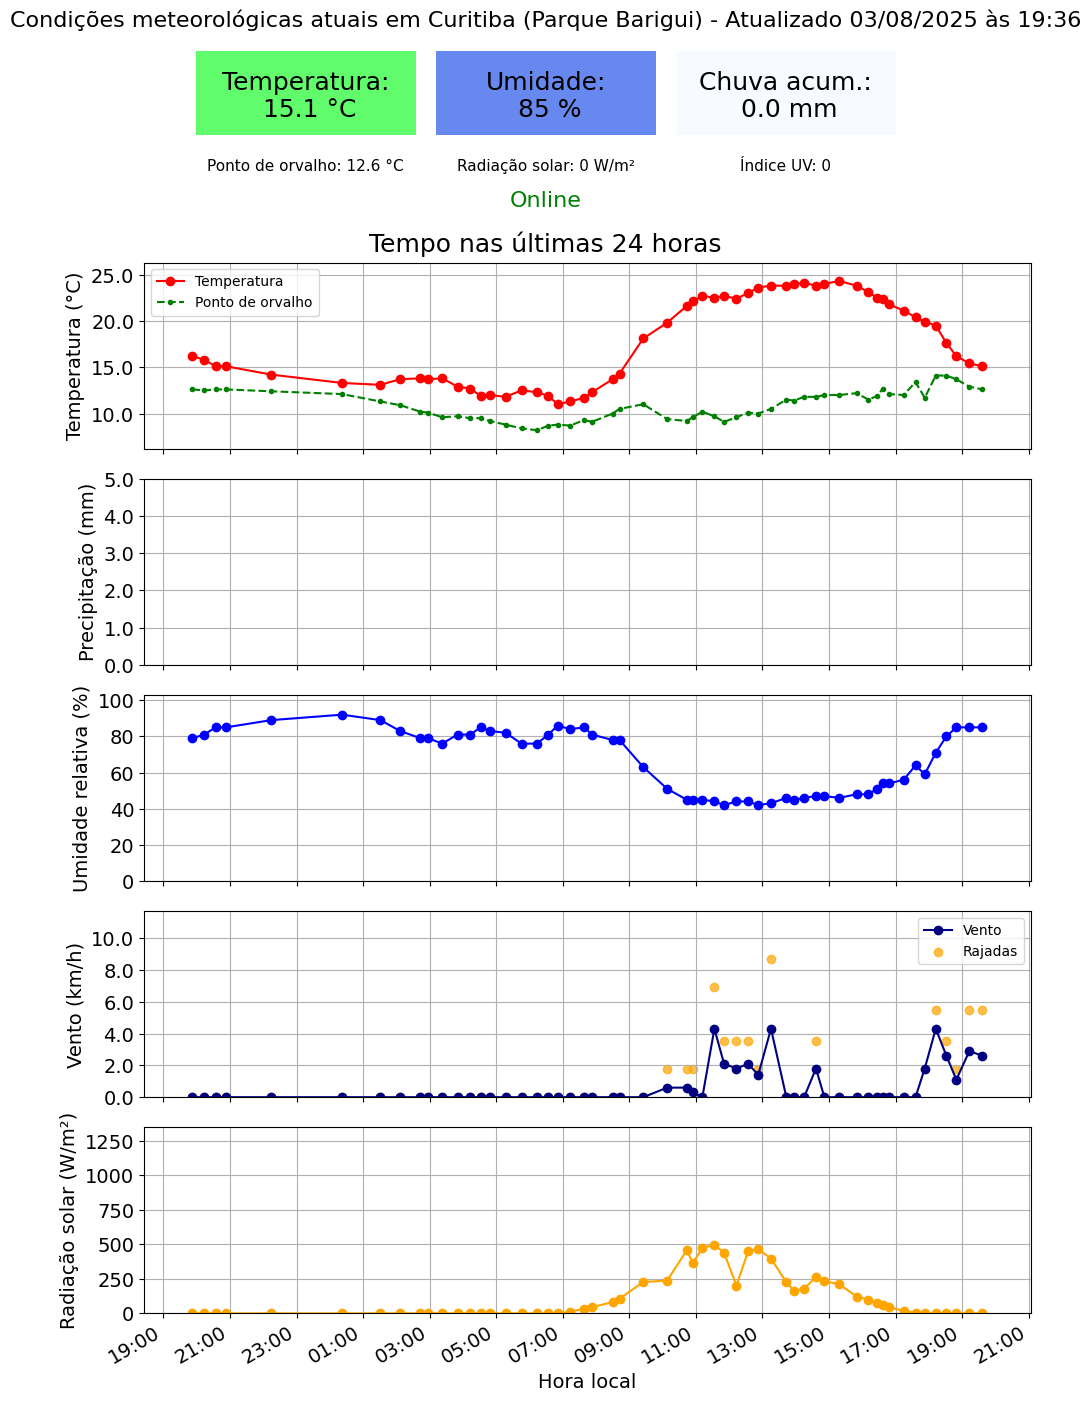 Condições meteorológicas atuais em Curitiba (Parque Barigui) - Atualizado 03/08/2025 às 19:36
Temperatura:
15.1 °C
Umidade:
85 %
Chuva acum.:
0.0 mm
Ponto de orvalho: 12.6 °C
Radiação solar: 0 W/m²
Índice UV: 0
Online
Tempo nas últimas 24 horas
Temperatura (°C)
25.0
20.0
15.0
10.0
Temperatura
Ponto de orvalho
Precipitação (mm)
5.0
4.0
3.0
2.0
1.0
0.0
Umidade relativa (%)
100
80
60
40
20
0
Vento (km/h)
10.0
8.0
6.0
4.0
2.0
0.0
Vento
Rajadas
Radiação solar (W/m²)
1250
1000
750
500
250
0
19:00
21:00
23:00
01:00
03:00
05:00
07:00
09:00
11:00
13:00
15:00
17:00
19:00
21:00
Hora local